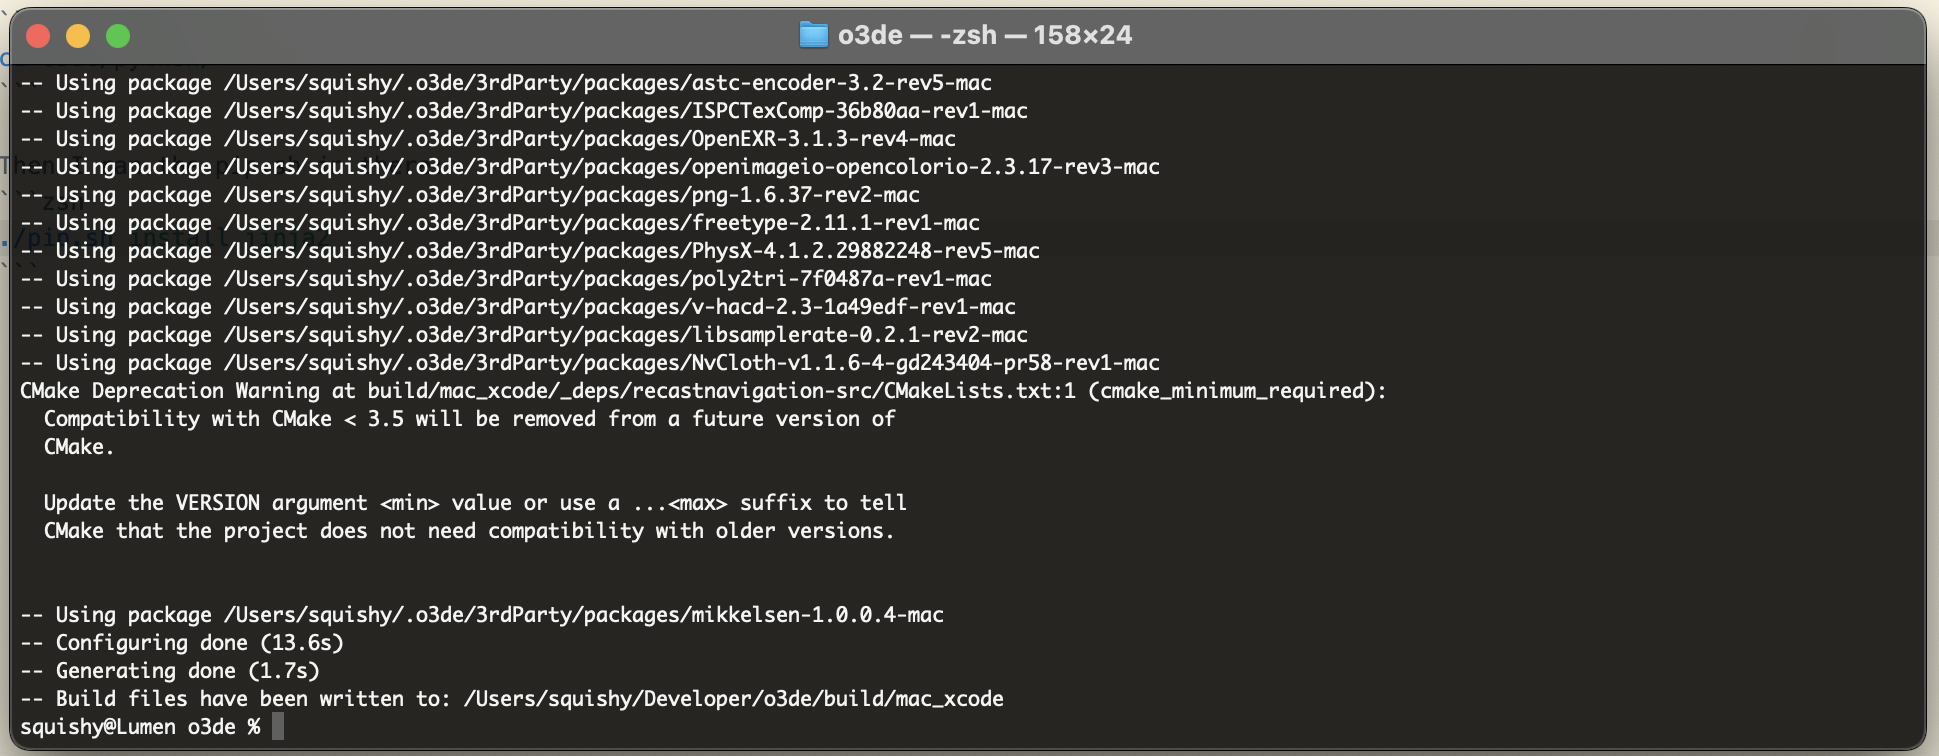 o3de — -zsh — 158×24
-- Using package /Users/squishy/.o3de/3rdParty/packages/astc-encoder-3.2-rev5-mac
-- Using package /Users/squishy/.o3de/3rdParty/packages/ISPCTexComp-36b80aa-rev1-mac
-- Using package /Users/squishy/.o3de/3rdParty/packages/OpenEXR-3.1.3-rev4-mac
-- Using package /Users/squishy/.o3de/3rdParty/packages/openimageio-opencolorio-2.3.17-rev3-mac
-- Using package /Users/squishy/.o3de/3rdParty/packages/png-1.6.37-rev2-mac
-- Using package /Users/squishy/.o3de/3rdParty/packages/freetype-2.11.1-rev1-mac
-- Using package /Users/squishy/.o3de/3rdParty/packages/PhysX-4.1.2.29882248-rev5-mac
-- Using package /Users/squishy/.o3de/3rdParty/packages/poly2tri-7f0487a-rev1-mac
-- Using package /Users/squishy/.o3de/3rdParty/packages/v-hacd-2.3-1a49edf-rev1-mac
-- Using package /Users/squishy/.o3de/3rdParty/packages/libsamplerate-0.2.1-rev2-mac
-- Using package /Users/squishy/.o3de/3rdParty/packages/NvCloth-v1.1.6-4-gd243404-pr58-rev1-mac
CMake Deprecation Warning at build/mac_xcode/_deps/recastnavigation-src/CMakeLists.txt:1 (cmake_minimum_required):
  Compatibility with CMake < 3.5 will be removed from a future version of
  CMake.

  Update the VERSION argument <min> value or use a ...<max> suffix to tell
  CMake that the project does not need compatibility with older versions.

-- Using package /Users/squishy/.o3de/3rdParty/packages/mikkelsen-1.0.0.4-mac
-- Configuring done (13.6s)
-- Generating done (1.7s)
-- Build files have been written to: /Users/squishy/Developer/o3de/build/mac_xcode
squishy@Lumen o3de %